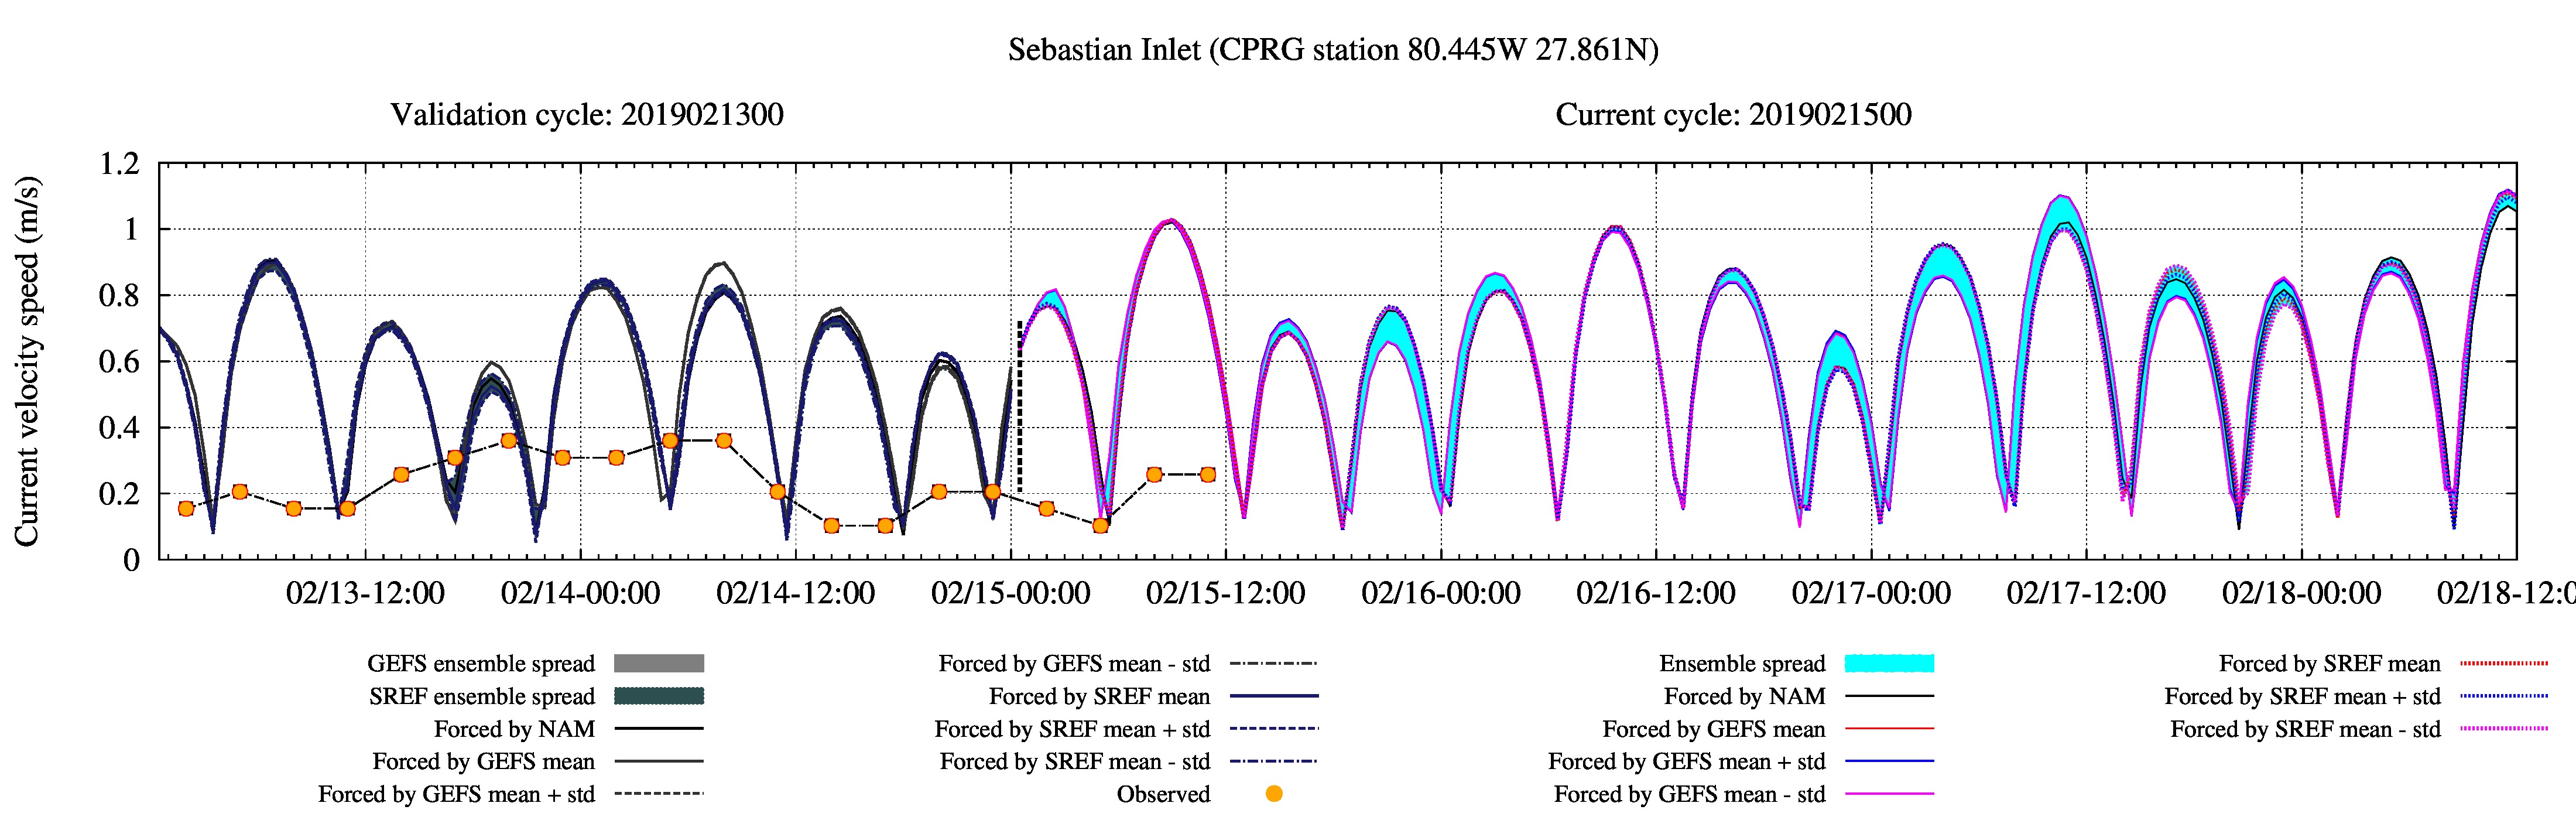 Sebastian Inlet (CPRG station 80.445W 27.861N)
Validation cycle: 2019021300
Current cycle: 2019021500
Current velocity speed (m/s)
1.2
1
0.8
0.6
0.4
0.2
0
02/13-12:00
02/14-00:00
02/14-12:00
02/15-00:00
02/15-12:00
02/16-00:00
02/16-12:00
02/17-00:00
02/17-12:00
02/18-00:00
02/18-12:0
GEFS ensemble spread
SREF ensemble spread
Forced by NAM
Forced by GEFS mean
Forced by GEFS mean + std
Forced by GEFS mean - std
Forced by SREF mean
Forced by SREF mean + std
Forced by SREF mean - std
Observed
Ensemble spread
Forced by NAM
Forced by GEFS mean
Forced by GEFS mean + std
Forced by GEFS mean - std
Forced by SREF mean
Forced by SREF mean + std
Forced by SREF mean - std